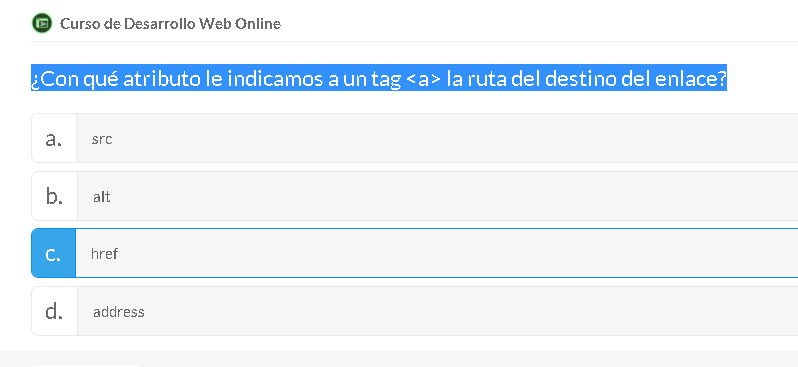 Curso de Desarrollo Web Online
¿Con qué atributo le indicamos a un tag <a> la ruta del destino del enlace?
a. src
b. alt
c. href
d. address